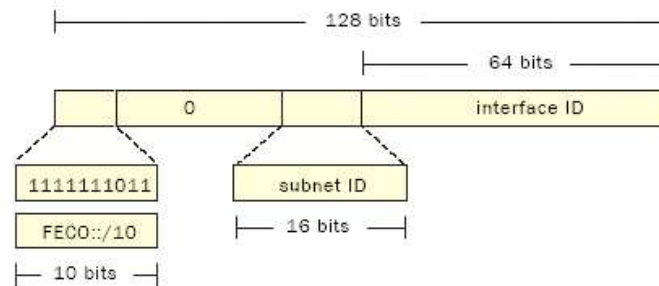 128 bits
64 bits
0 interface ID
1111111011 subnet ID
FEC0::/10 16 bits
10 bits